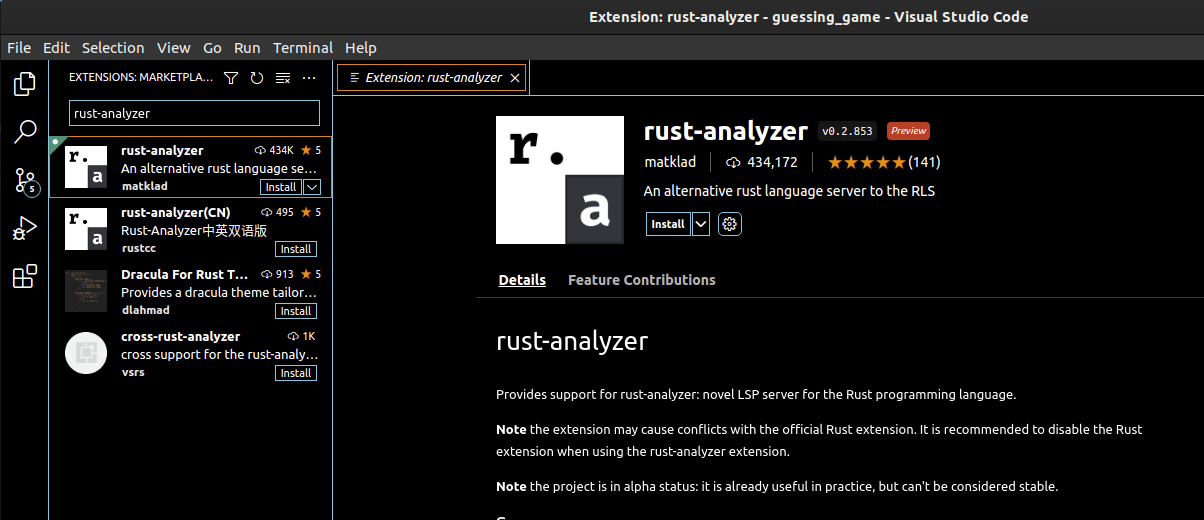 Extension: rust-analyzer - guessing_game - Visual Studio Code
File Edit Selection View Go Run Terminal Help
EXTENSIONS: MARKETPLA...
Extension: rust-analyzer
rust-analyzer
rust-analyzer 434K 5
An alternative rust language se...
matklad Install
rust-analyzer(CN) 495 5
Rust-Analyzer中英双语版
rustcc Install
Dracula For Rust T... 913 5
Provides a dracula theme tailor...
dlahmad Install
cross-rust-analyzer 1K
cross support for the rust-analy...
vsrs Install
5
r.
a
r.
a
r.
a
rust-analyzer v0.2.853 Preview
matklad 434,172 (141)
An alternative rust language server to the RLS
Install
Details Feature Contributions
rust-analyzer
Provides support for rust-analyzer: novel LSP server for the Rust programming language.
Note the extension may cause conflicts with the official Rust extension. It is recommended to disable the Rust
extension when using the rust-analyzer extension.
Note the project is in alpha status: it is already useful in practice, but can't be considered stable.